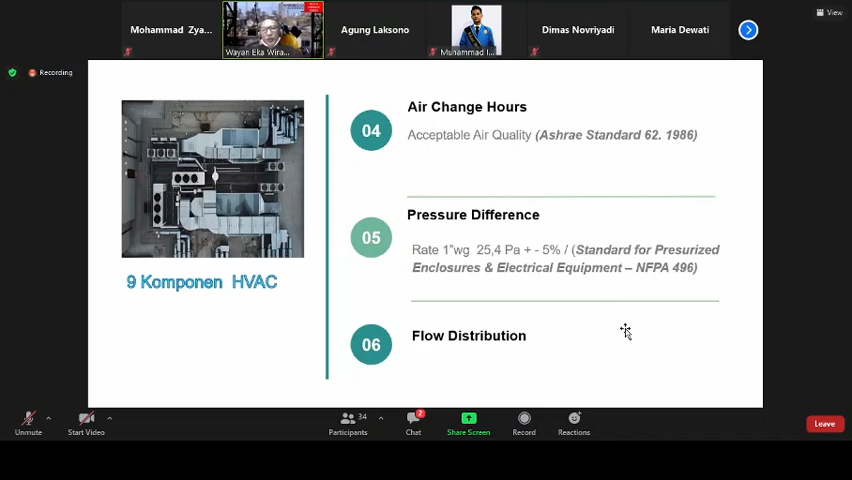 Mohammad Zya...
Wayan Eka Wira...
Agung Laksono
Muhammad I...
Dimas Novriyadi
Maria Dewati
View
Recording
04
Air Change Hours
Acceptable Air Quality (Ashrae Standard 62. 1986)
05
Pressure Difference
Rate 1"wg 25,4 Pa + - 5% / (Standard for Presurized
Enclosures & Electrical Equipment – NFPA 496)
9 Komponen HVAC
06
Flow Distribution
Unmute
Start Video
34
Participants
2
Chat
Share Screen
Record
Reactions
Leave